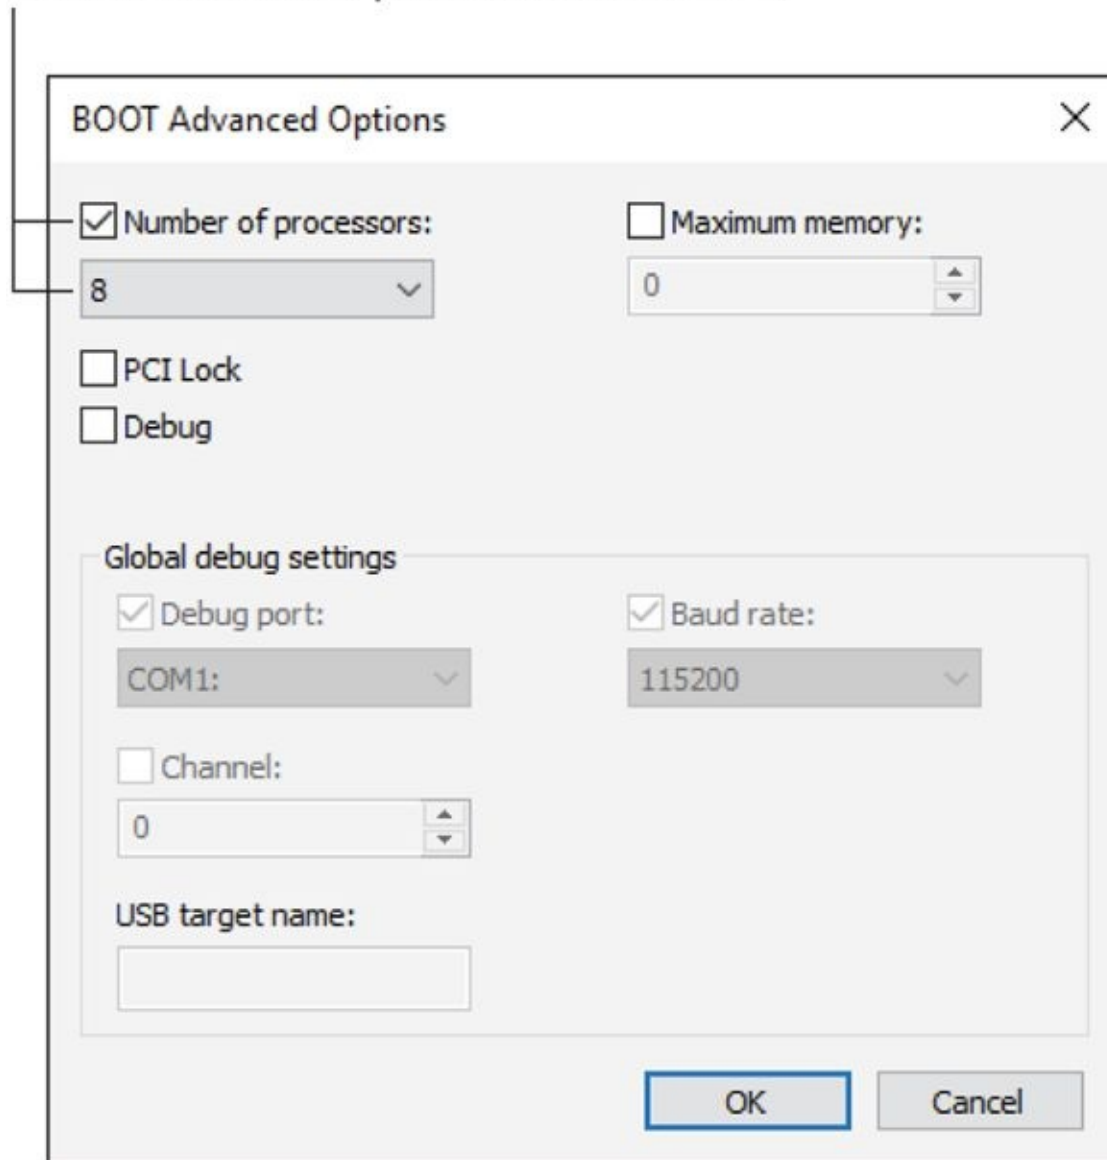 BOOT Advanced Options
Number of processors: Maximum memory:
8 0
PCI Lock
Debug
Global debug settings
Debug port: Baud rate:
COM1: 115200
Channel:
0
USB target name:
OK Cancel